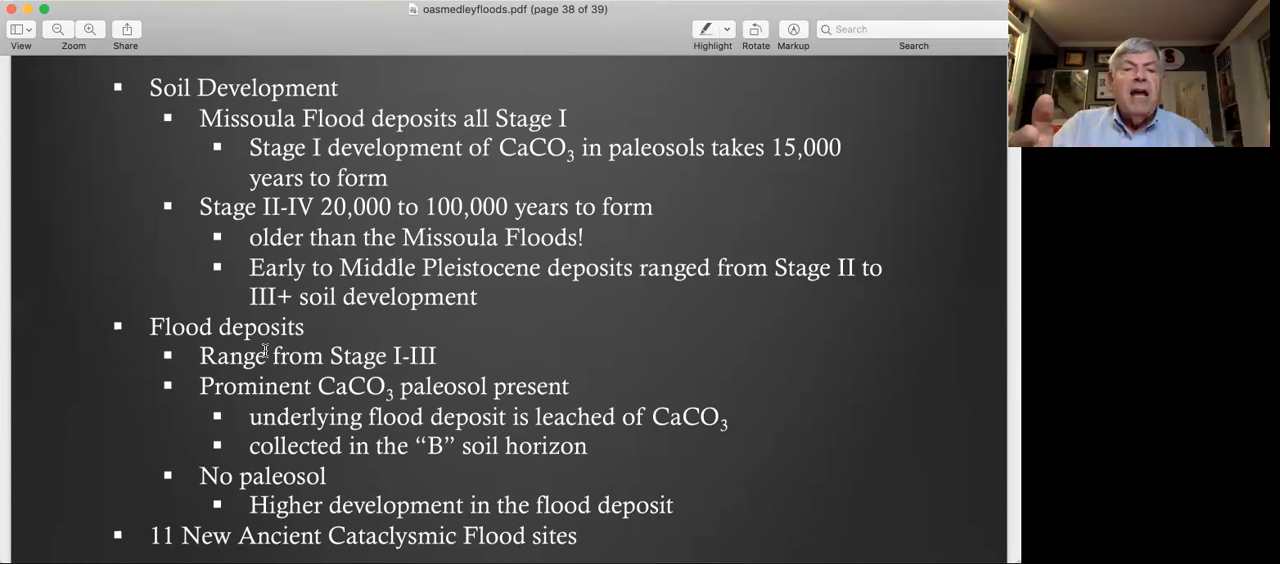 oasmedleyfloods.pdf (page 38 of 39)
Search
View
Zoom
Share
Highlight
Rotate
Markup
Search
▪ Soil Development
▪ Missoula Flood deposits all Stage I
▪ Stage I development of CaCO₃ in paleosols takes 15,000
years to form
▪ Stage II-IV 20,000 to 100,000 years to form
▪ older than the Missoula Floods!
▪ Early to Middle Pleistocene deposits ranged from Stage II to
III+ soil development
▪ Flood deposits
▪ Range from Stage I-III
▪ Prominent CaCO₃ paleosol present
▪ underlying flood deposit is leached of CaCO₃
▪ collected in the “B” soil horizon
▪ No paleosol
▪ Higher development in the flood deposit
▪ 11 New Ancient Cataclysmic Flood sites